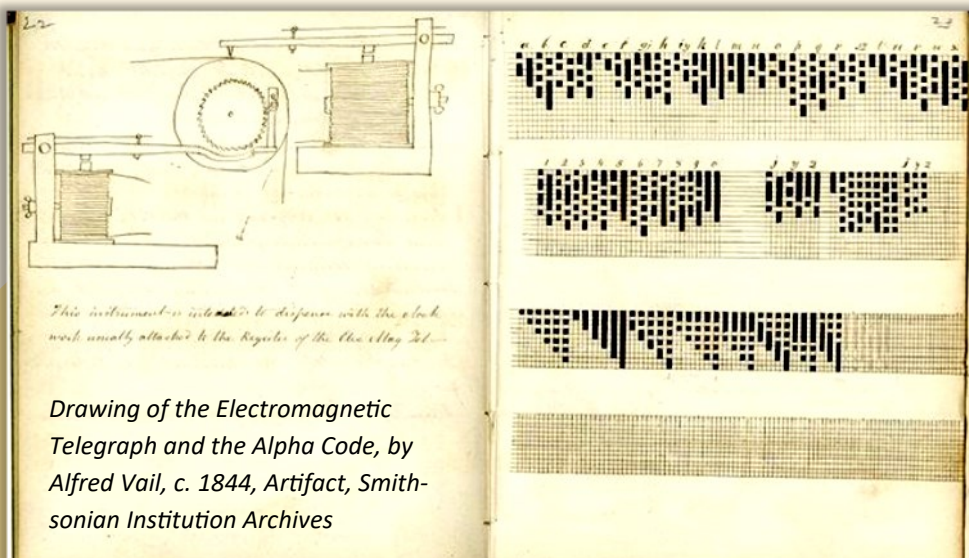 22
This instrument is intended to dispense with the clock
work usually attached to the Register of the Elec Mag Tel.
Drawing of the Electromagnetic
Telegraph and the Alpha Code, by
Alfred Vail, c. 1844, Artifact, Smith-
sonian Institution Archives
23
a b c d e f g h i k l m n o p q r
1 2 3 4 5 6 7 8 9 0